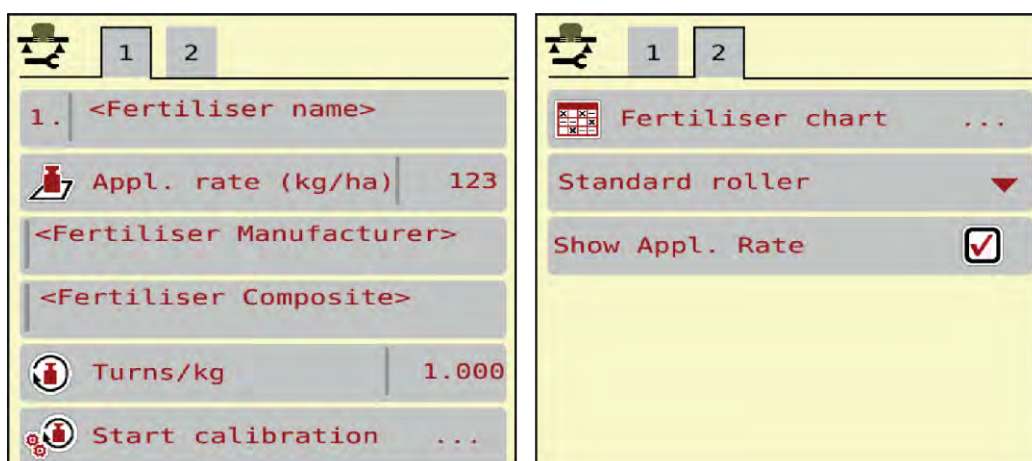 1 2
1. <Fertiliser name>
Appl. rate (kg/ha) 123
<Fertiliser Manufacturer>
<Fertiliser Composite>
Turns/kg 1.000
Start calibration ...
1 2
Fertiliser chart ...
Standard roller
Show Appl. Rate